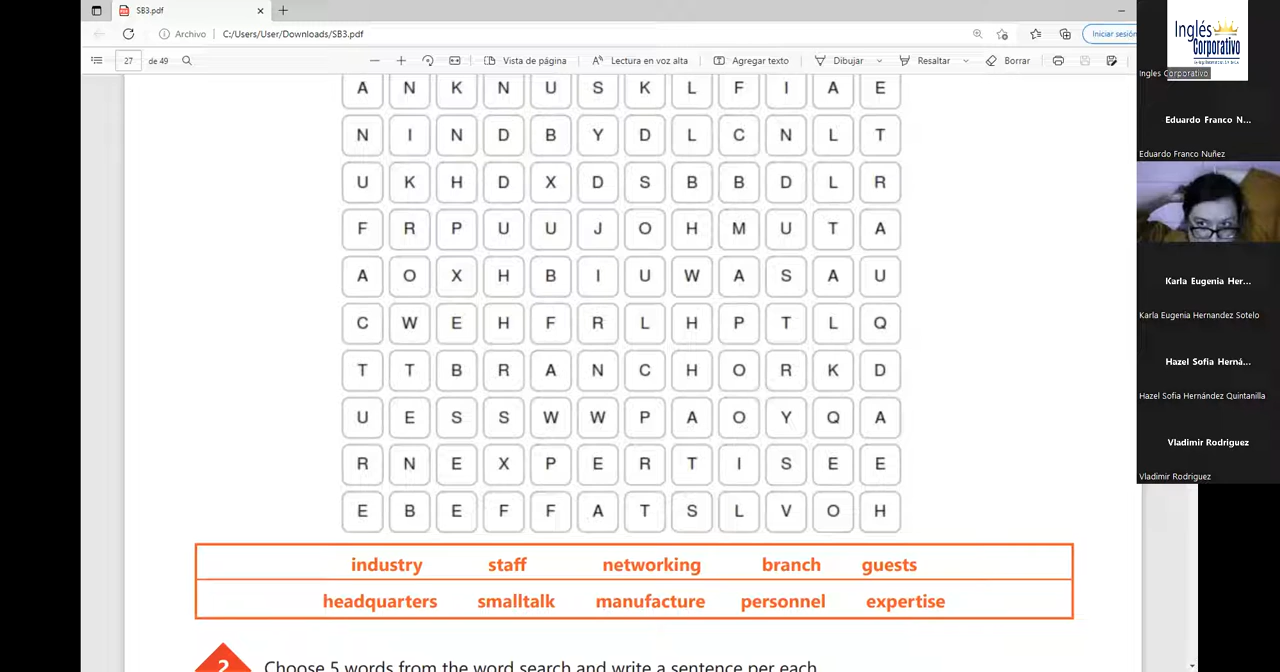 SB3.pdf
Archivo C:/Users/User/Downloads/SB3.pdf Iniciar sesión
27 de 49 Vista de página Lectura en voz alta Agregar texto Dibujar Resaltar Borrar
A N K N U S K L F I A E
N I N D B Y D L C N L T
U K H D X D S B B D L R
F R P U U J O H M U T A
A O X H B I U W A S A U
C W E H F R L H P T L Q
T T B R A N C H O R K D
U E S S W W P A O Y Q A
R N E X P E R T I S E E
E B E F F A T S L V O H
industry staff networking branch guests
headquarters smalltalk manufacture personnel expertise
2 Choose 5 words from the word search and write a sentence per each
Inglés
Corporativo
Ingles Corporativo
Eduardo Franco N...
Eduardo Franco Nuñez
Karla Eugenia Her...
Karla Eugenia Hernandez Sotelo
Hazel Sofia Herná...
Hazel Sofia Hernández Quintanilla
Vladimir Rodriguez
Vladimir Rodriguez